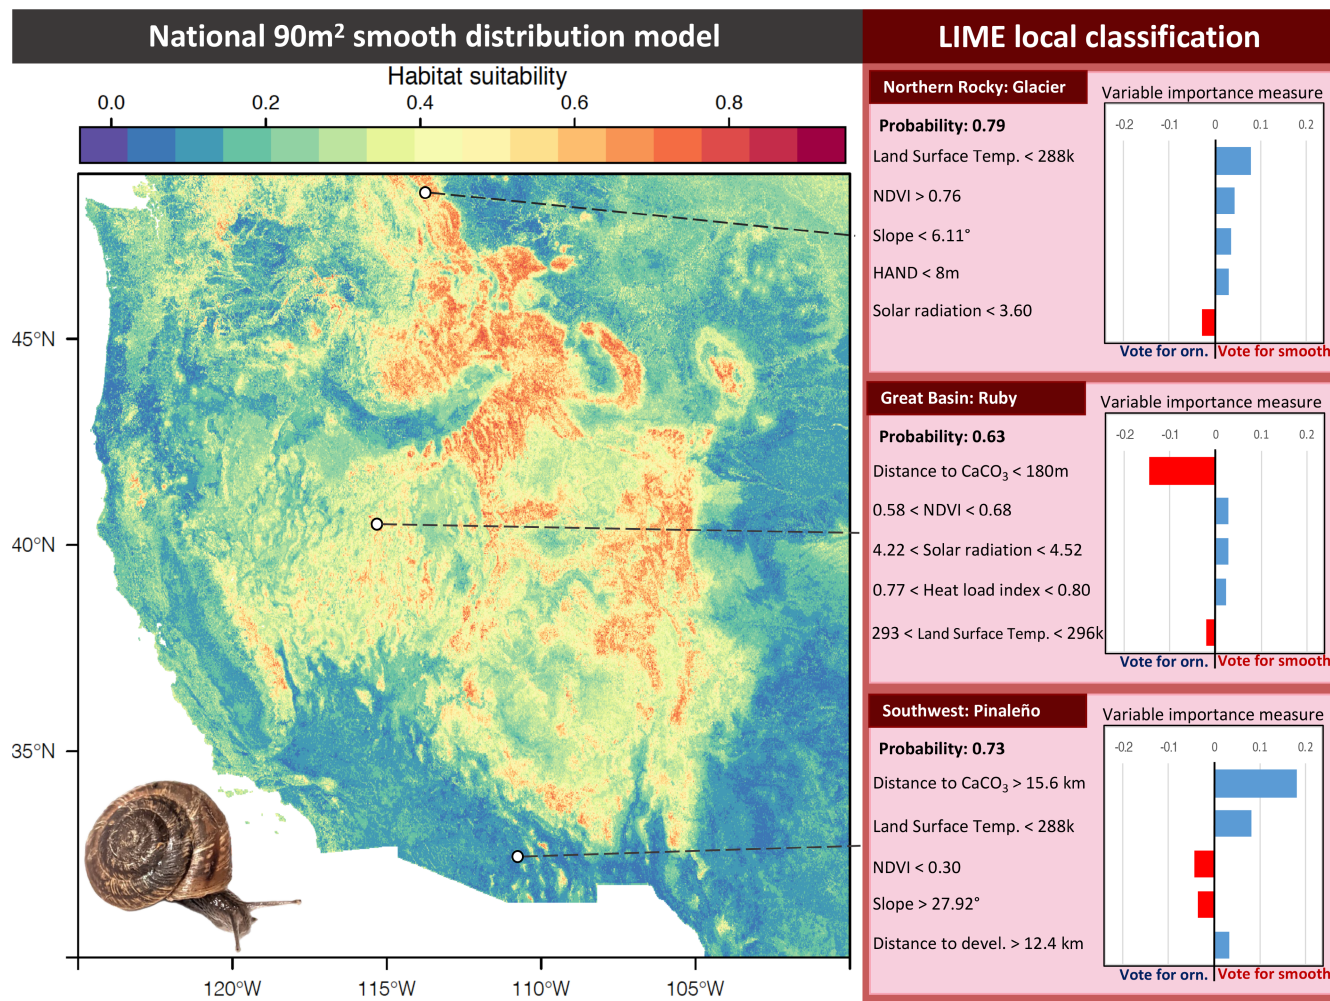 National 90m² smooth distribution model
LIME local classification
Habitat suitability
0.0 0.2 0.4 0.6 0.8
45°N
40°N
35°N
120°W 115°W 110°W 105°W
Northern Rocky: Glacier
Variable importance measure
Probability: 0.79
-0.2 -0.1 0 0.1 0.2
Land Surface Temp. < 288k
NDVI > 0.76
Slope < 6.11°
HAND < 8m
Solar radiation < 3.60
Vote for orn. Vote for smooth
Great Basin: Ruby
Variable importance measure
Probability: 0.63
-0.2 -0.1 0 0.1 0.2
Distance to CaCO₃ < 180m
0.58 < NDVI < 0.68
4.22 < Solar radiation < 4.52
0.77 < Heat load index < 0.80
293 < Land Surface Temp. < 296k
Vote for orn. Vote for smooth
Southwest: Pinaleño
Variable importance measure
Probability: 0.73
-0.2 -0.1 0 0.1 0.2
Distance to CaCO₃ > 15.6 km
Land Surface Temp. < 288k
NDVI < 0.30
Slope > 27.92°
Distance to devel. > 12.4 km
Vote for orn. Vote for smooth